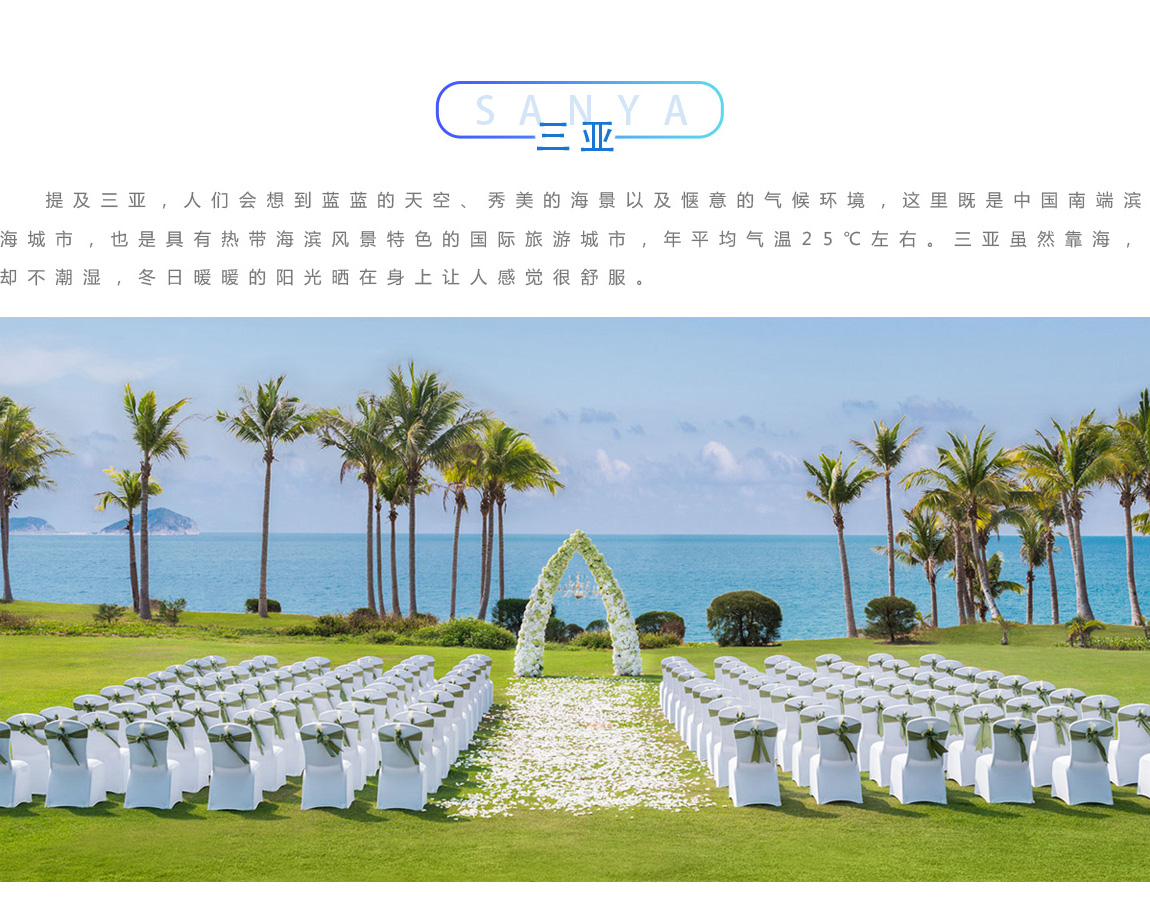 SANYA
三亚
提及三亚，人们会想到蓝蓝的天空、秀美的海景以及惬意的气候环境，这里既是中国南端滨
海城市，也是具有热带海滨风景特色的国际旅游城市，年平均气温25℃左右。三亚虽然靠海，
却不潮湿，冬日暖暖的阳光晒在身上让人感觉很舒服。